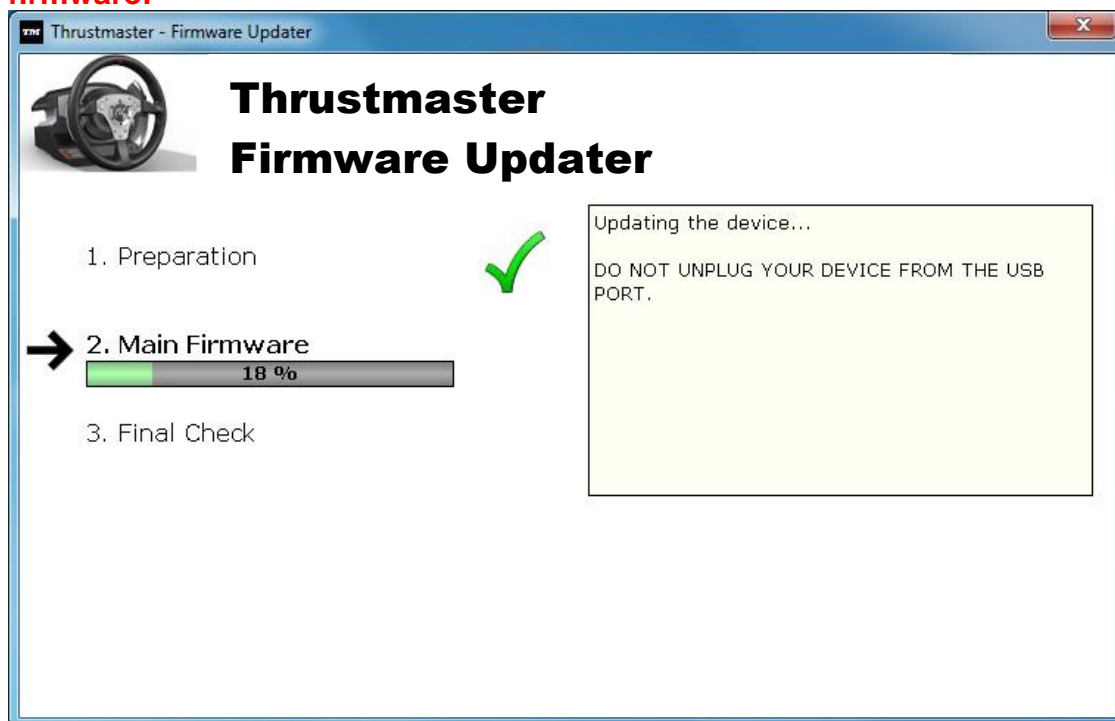 firmware.
Thrustmaster - Firmware Updater
Thrustmaster
Firmware Updater
1. Preparation
2. Main Firmware
18 %
3. Final Check
Updating the device...
DO NOT UNPLUG YOUR DEVICE FROM THE USB
PORT.